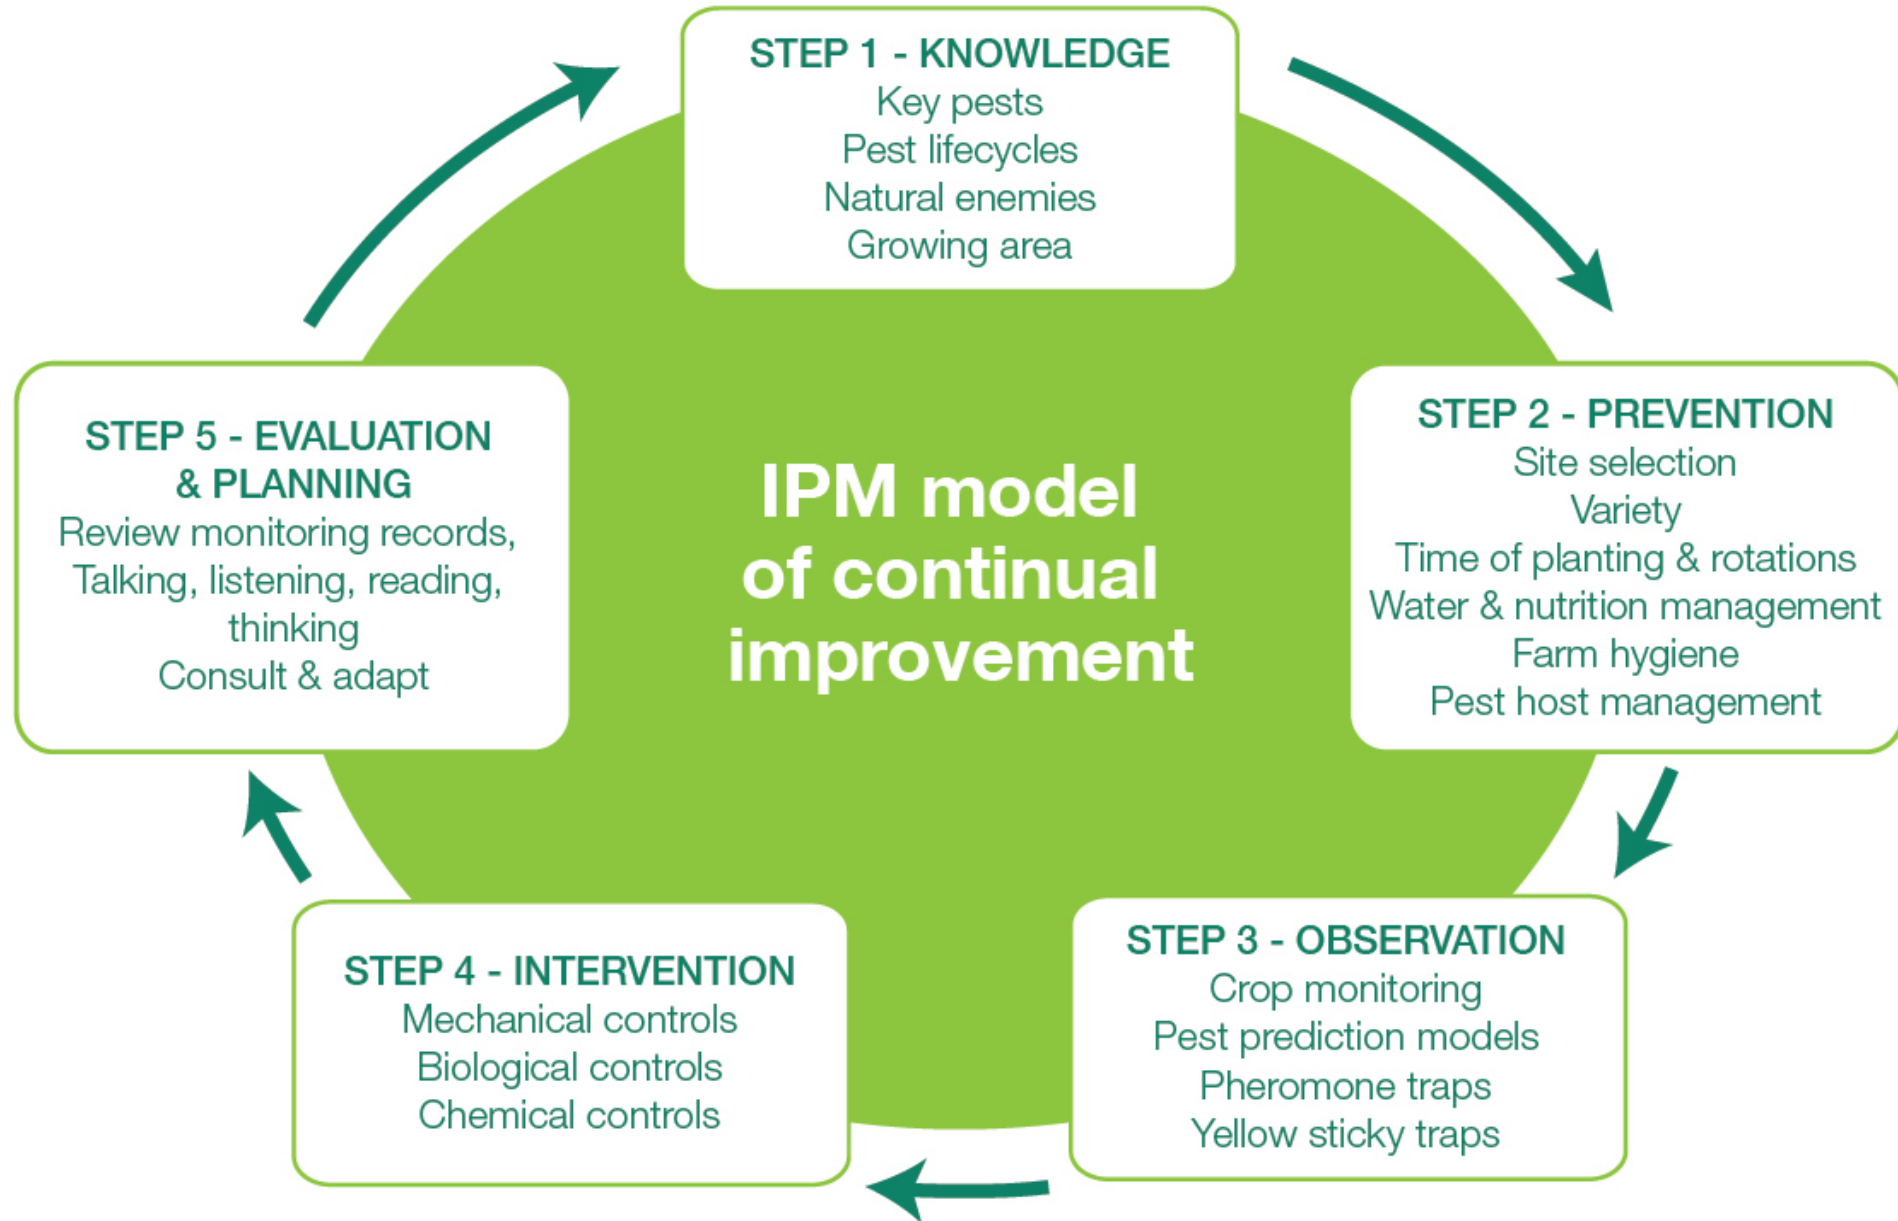 STEP 1 - KNOWLEDGE
Key pests
Pest lifecycles
Natural enemies
Growing area
STEP 2 - PREVENTION
Site selection
Variety
Time of planting & rotations
Water & nutrition management
Farm hygiene
Pest host management
STEP 3 - OBSERVATION
Crop monitoring
Pest prediction models
Pheromone traps
Yellow sticky traps
STEP 4 - INTERVENTION
Mechanical controls
Biological controls
Chemical controls
STEP 5 - EVALUATION
& PLANNING
Review monitoring records,
Talking, listening, reading,
thinking
Consult & adapt
IPM model
of continual
improvement